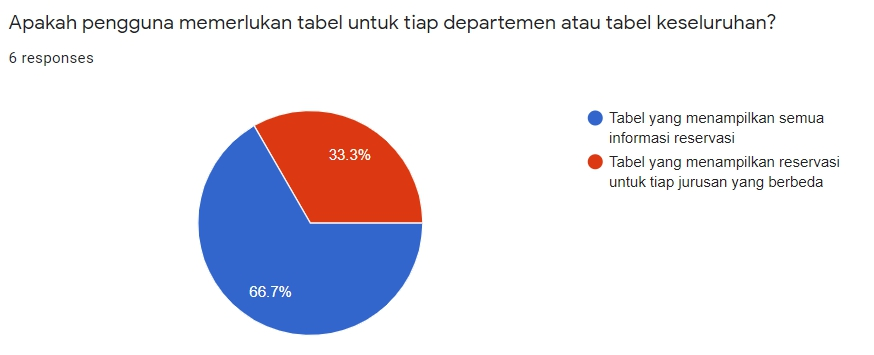 Apakah pengguna memerlukan tabel untuk tiap departemen atau tabel keseluruhan?
6 responses
Tabel yang menampilkan semua
informasi reservasi
Tabel yang menampilkan reservasi
untuk tiap jurusan yang berbeda
33.3%
66.7%